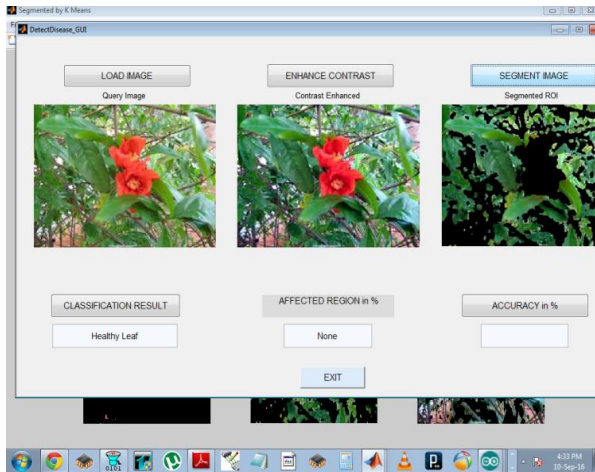 Segmented by K Means
DetectDisease_GUI
LOAD IMAGE
ENHANCE CONTRAST
SEGMENT IMAGE
Query Image
Contrast Enhanced
Segmented ROI
CLASSIFICATION RESULT
AFFECTED REGION in %
ACCURACY in %
Healthy Leaf
None
EXIT
4:33 PM
10-Sep-16